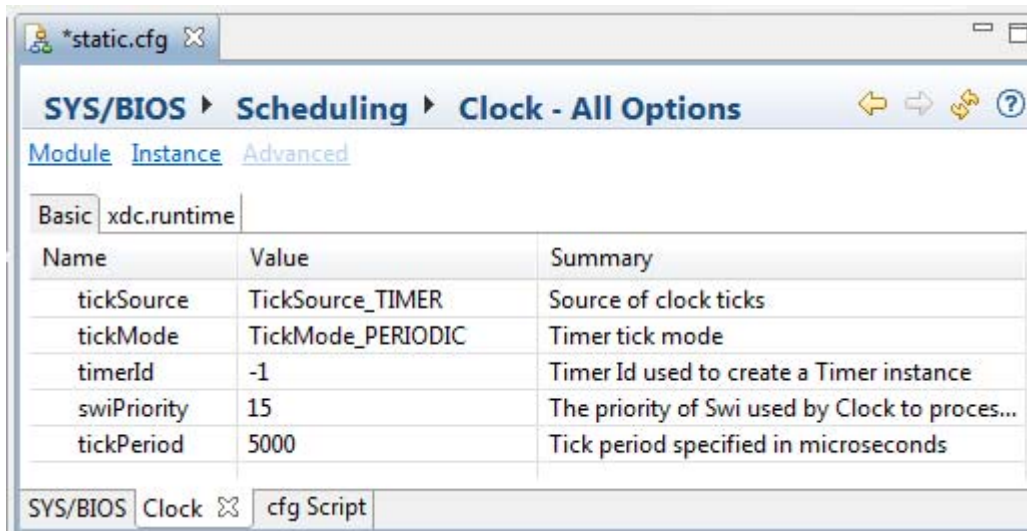 *static.cfg
SYS/BIOS Scheduling Clock - All Options
Module Instance Advanced
Basic xdc.runtime
Name Value Summary
tickSource TickSource_TIMER Source of clock ticks
tickMode TickMode_PERIODIC Timer tick mode
timerId -1 Timer Id used to create a Timer instance
swiPriority 15 The priority of Swi used by Clock to proces...
tickPeriod 5000 Tick period specified in microseconds
SYS/BIOS Clock cfg Script